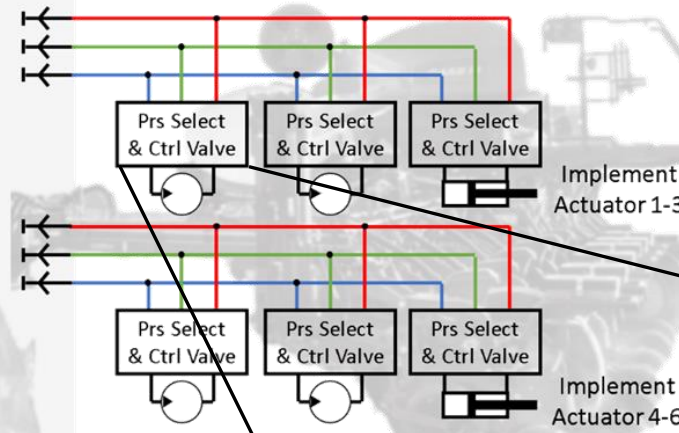 Prs Select
& Ctrl Valve
Prs Select
& Ctrl Valve
Prs Select
& Ctrl Valve
Implement
Actuator 1-3
Prs Select
& Ctrl Valve
Prs Select
& Ctrl Valve
Prs Select
& Ctrl Valve
Implement
Actuator 4-6